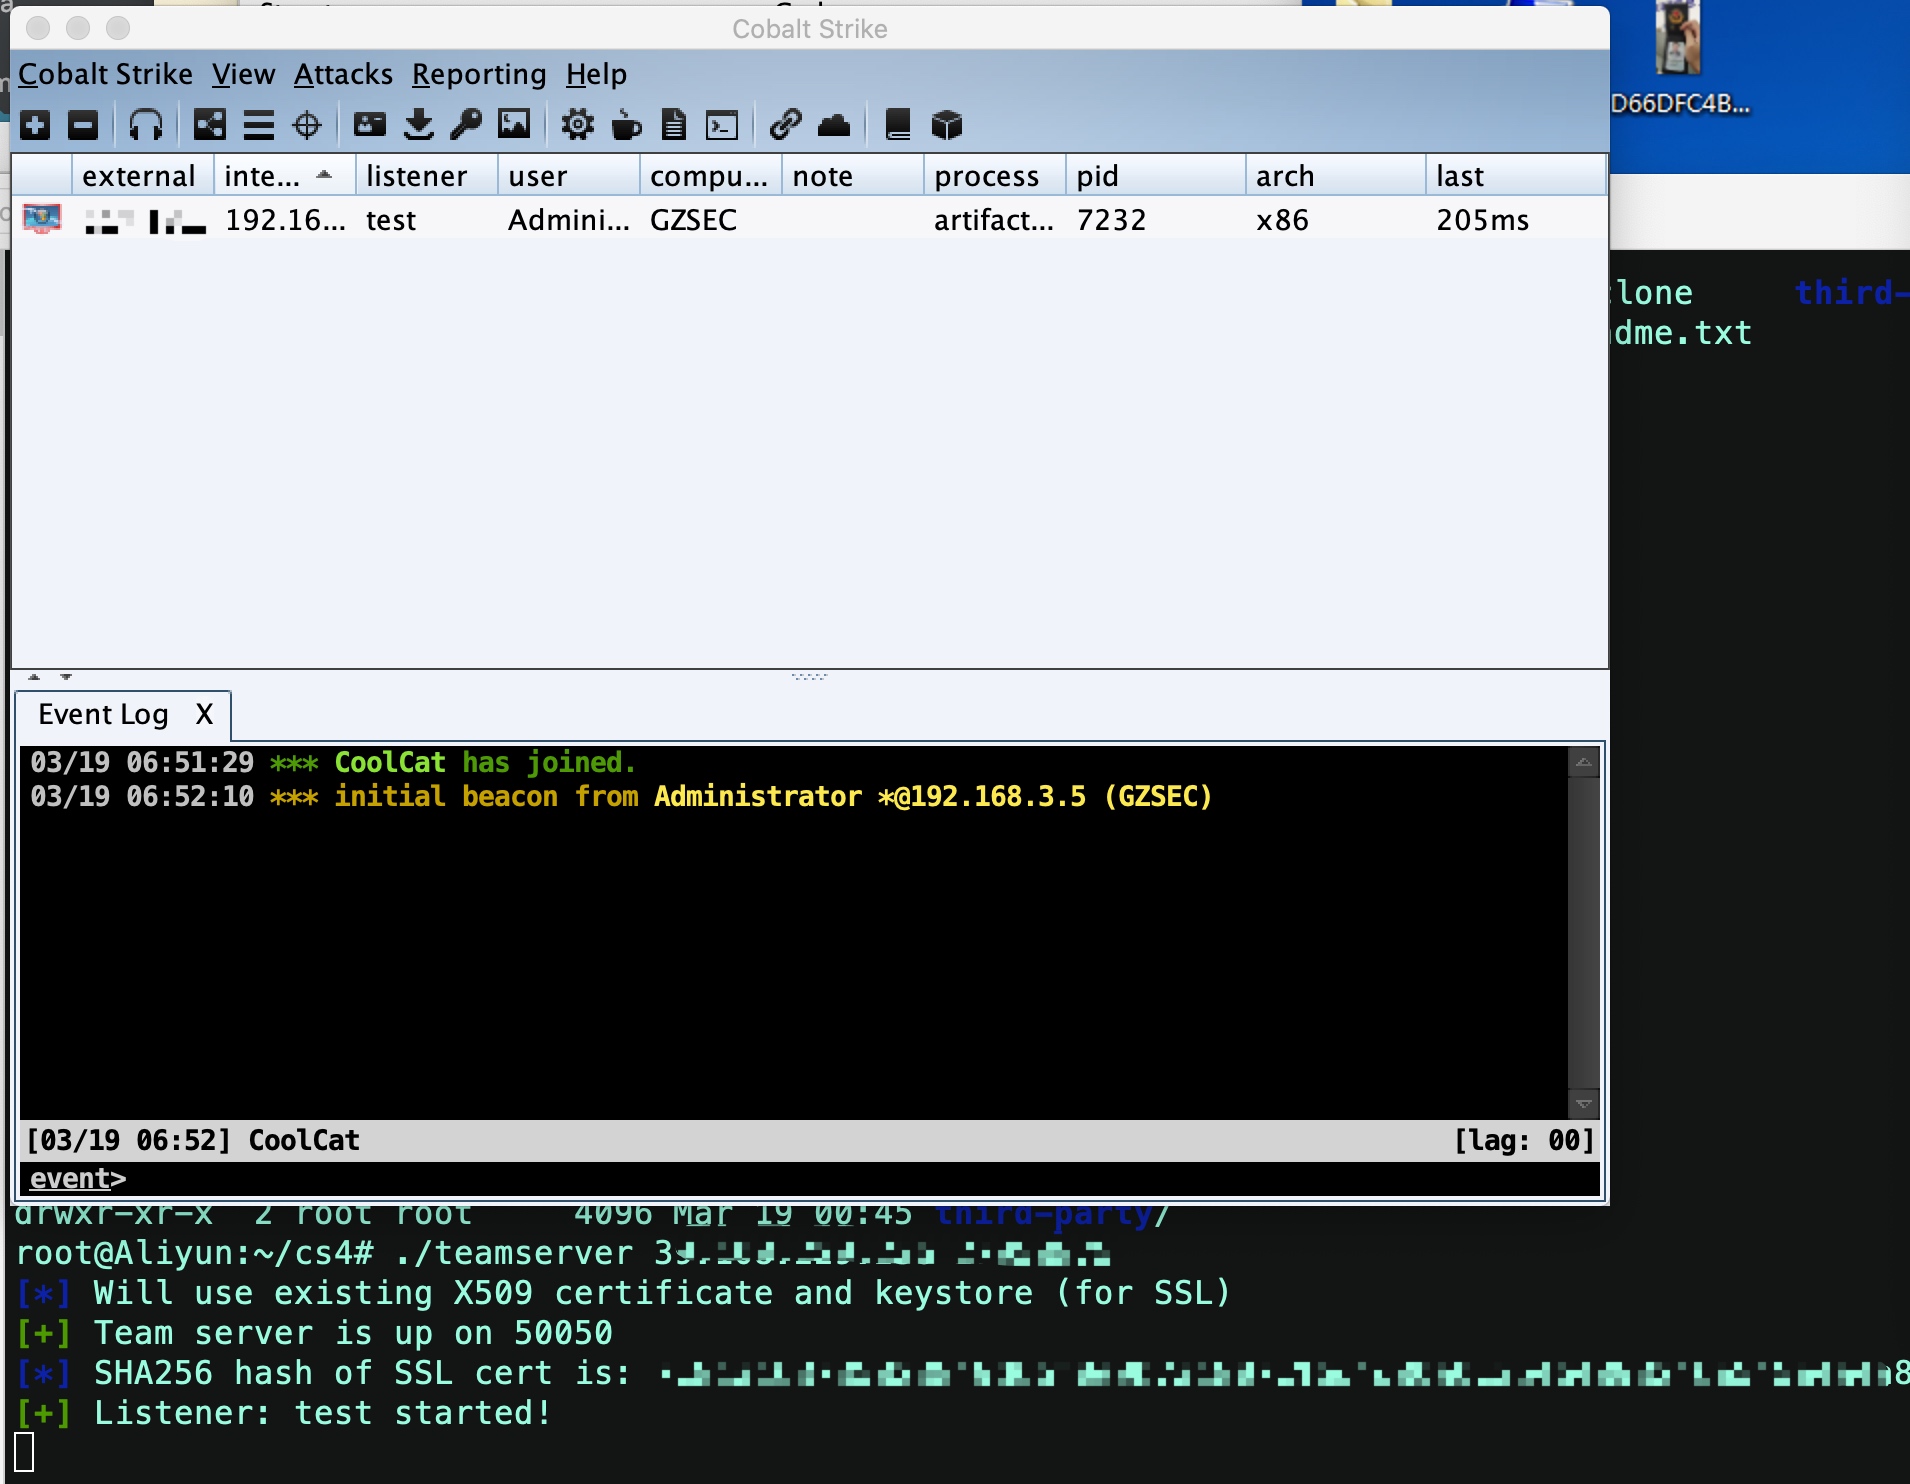 Cobalt Strike
D66DFC4B...
Cobalt Strike View Attacks Reporting Help
external inte... listener user compu... note process pid arch last
192.16... test Admini... GZSEC artifact... 7232 x86 205ms
lone third-
dme.txt
Event Log X
03/19 06:51:29 *** CoolCat has joined.
03/19 06:52:10 *** initial beacon from Administrator *@192.168.3.5 (GZSEC)
[03/19 06:52] CoolCat [lag: 00]
event>
drwxr-xr-x 2 root root 4096 Mar 19 00:45 third-party/
root@Aliyun:~/cs4# ./teamserver
[*] Will use existing X509 certificate and keystore (for SSL)
[+] Team server is up on 50050
[*] SHA256 hash of SSL cert is:
[+] Listener: test started!